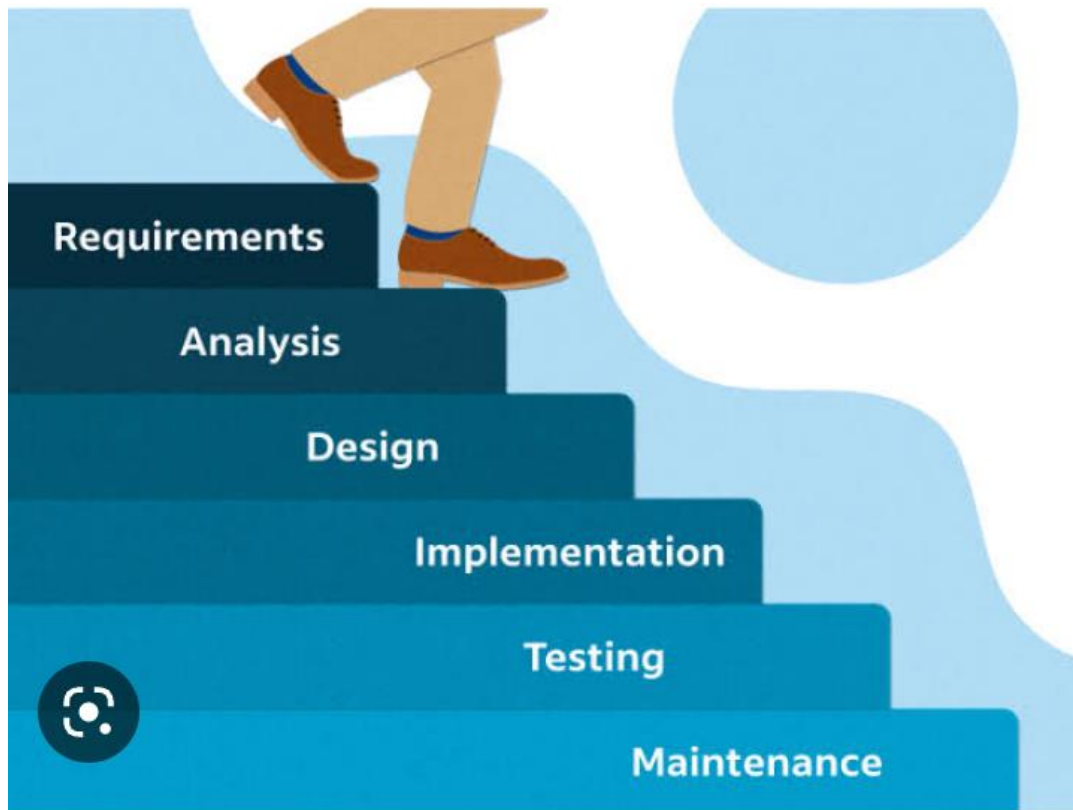 Requirements
Analysis
Design
Implementation
Testing
Maintenance